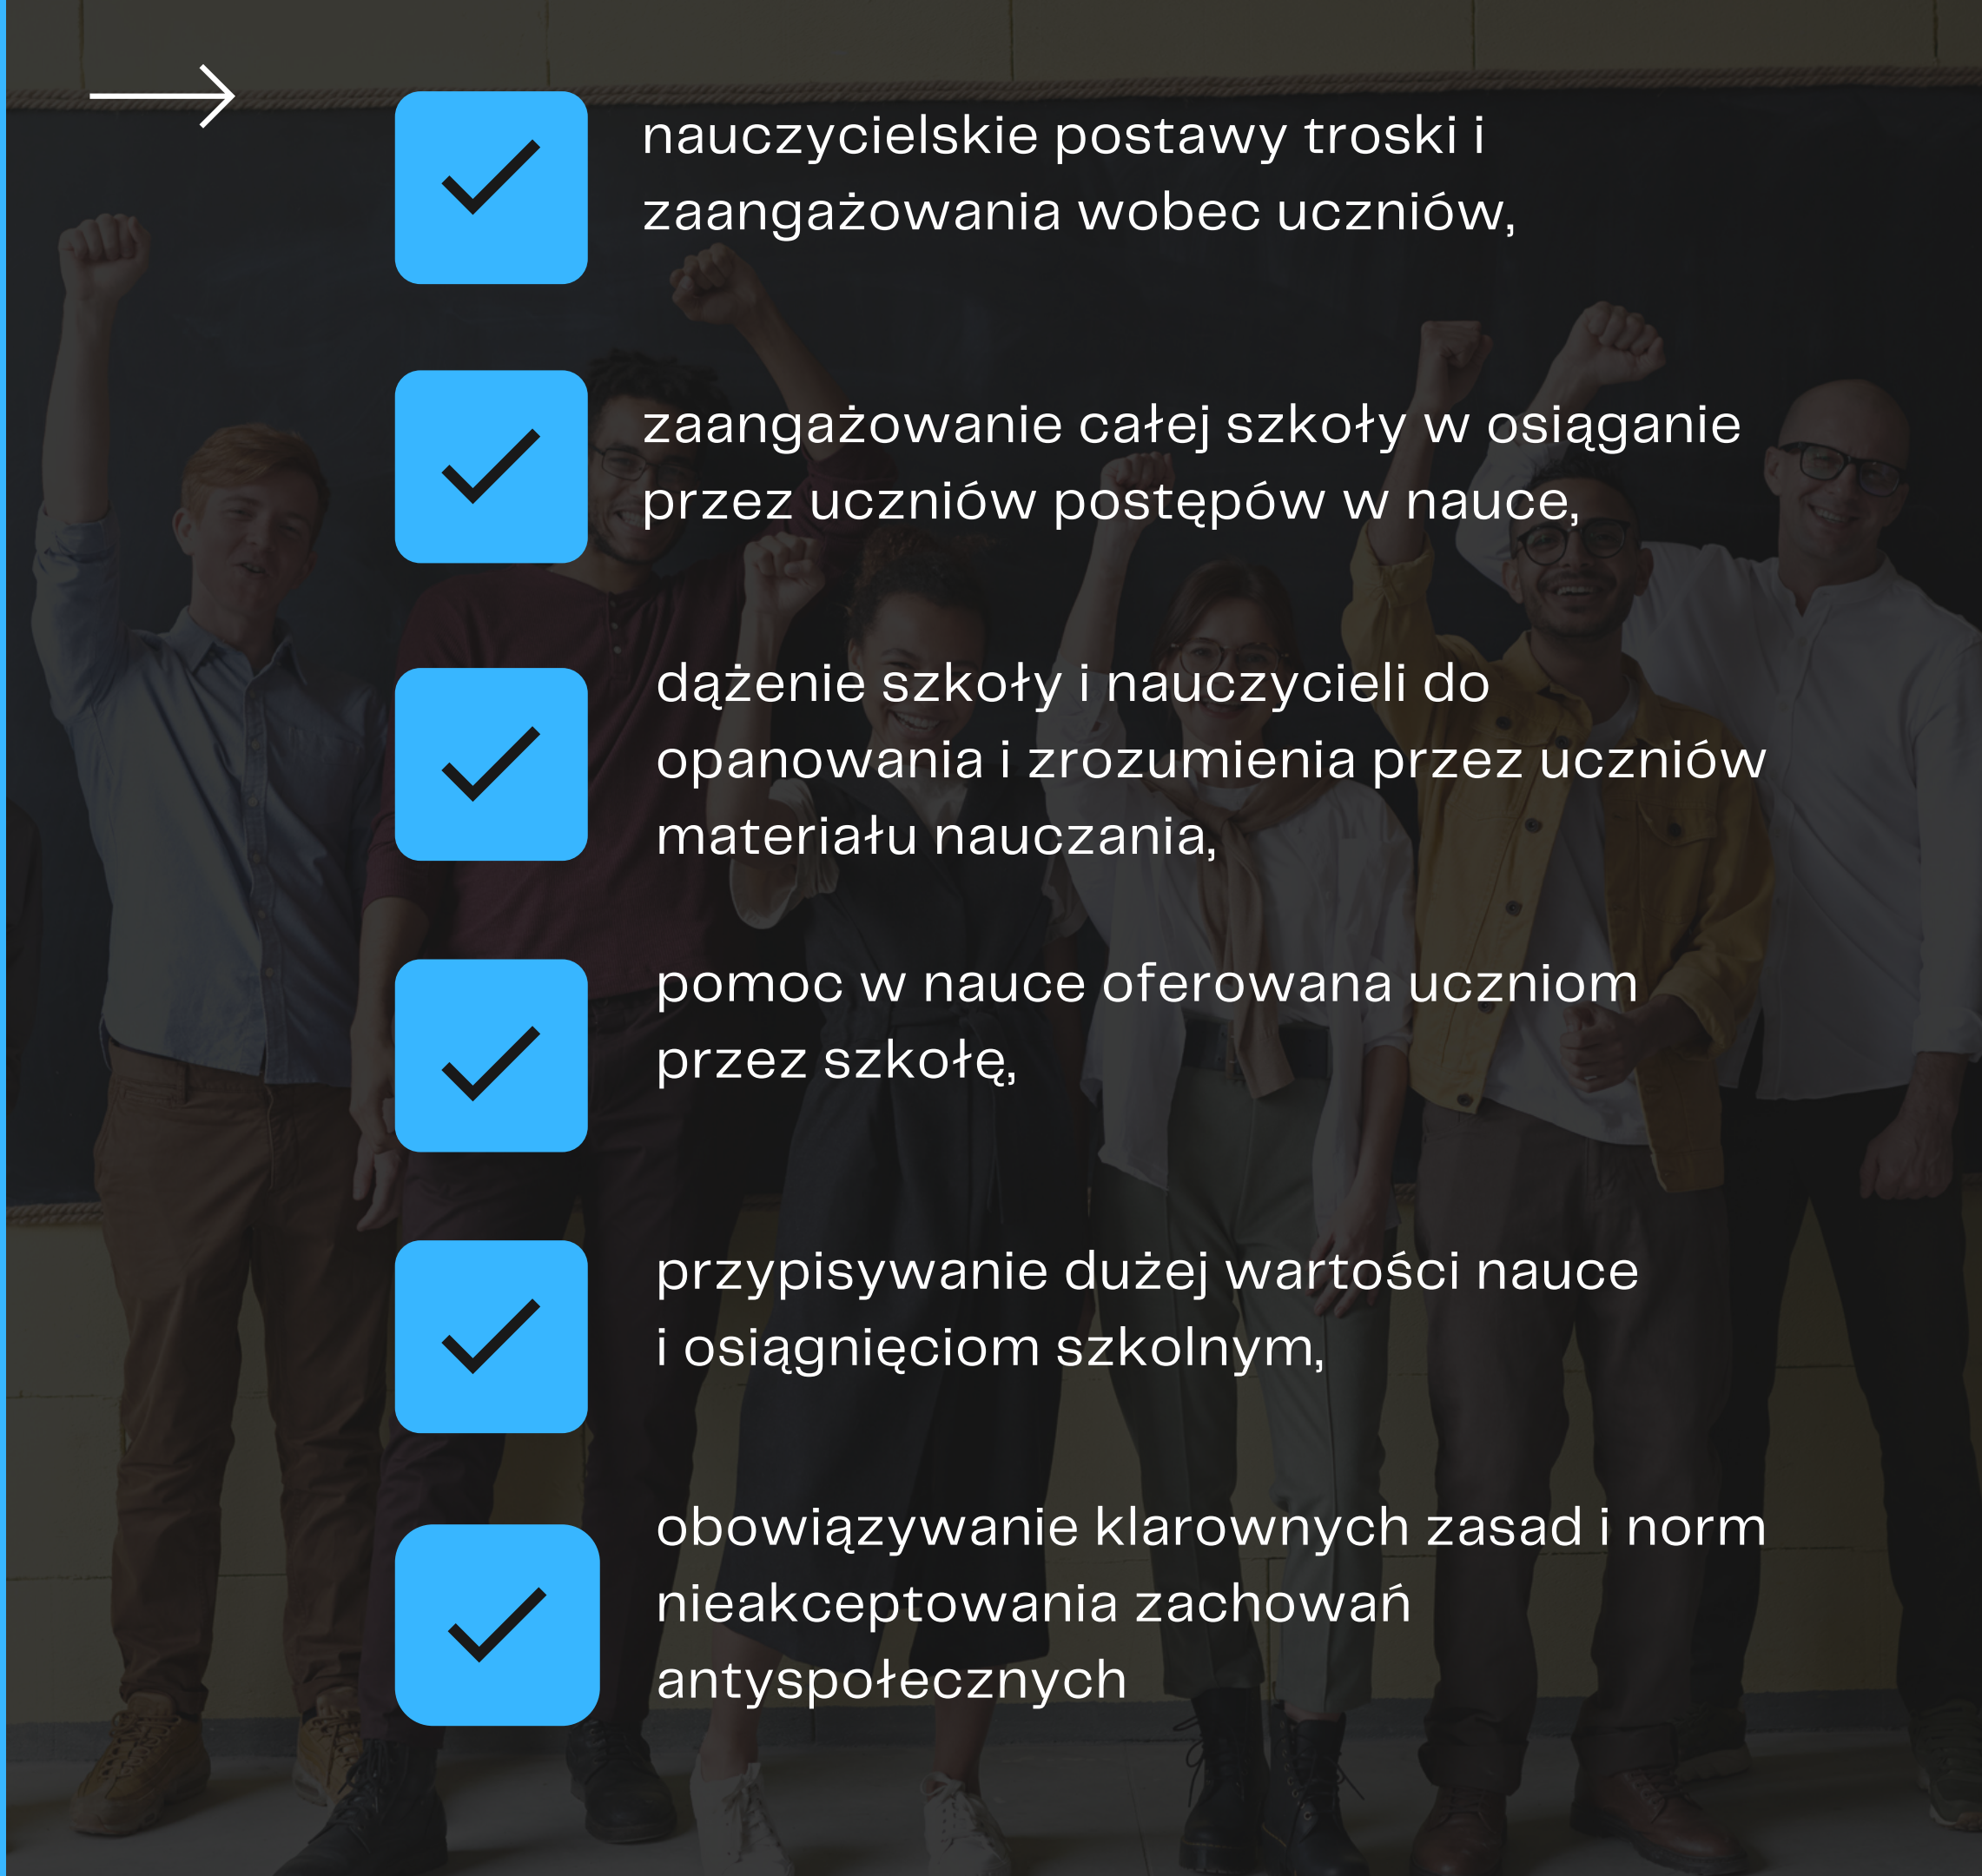 nauczycielskie postawy troski i
zaangażowania wobec uczniów,
zaangażowanie całej szkoły w osiąganie
przez uczniów postępów w nauce,
dążenie szkoły i nauczycieli do
opanowania i zrozumienia przez uczniów
materiału nauczania,
pomoc w nauce oferowana uczniom
przez szkołę,
przypisywanie dużej wartości nauce
i osiągnięciom szkolnym,
obowiązywanie klarownych zasad i norm
nieakceptowania zachowań
antyspołecznych